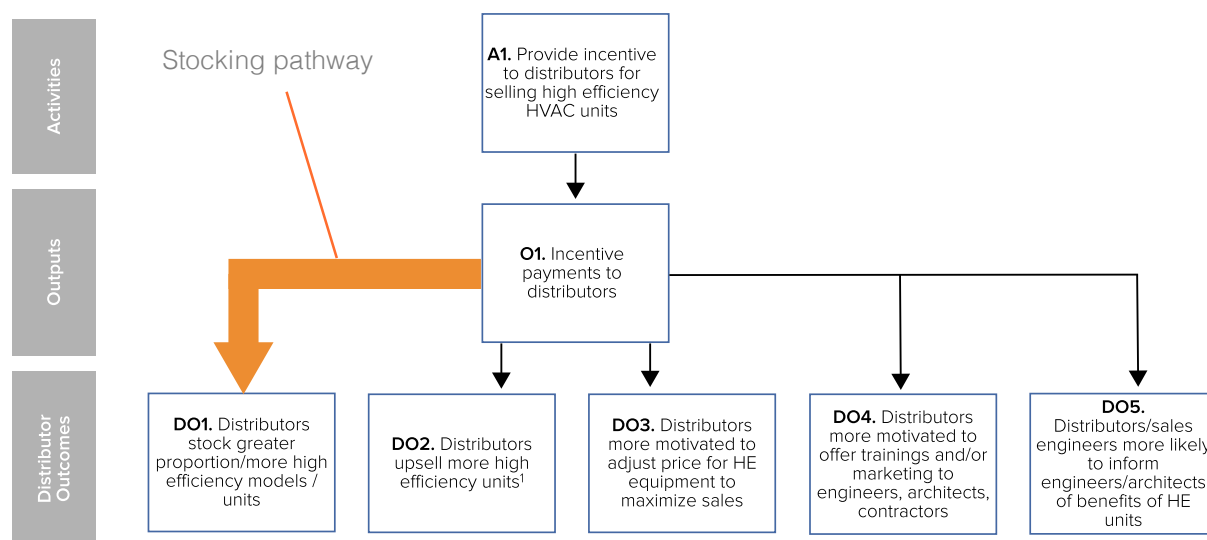 Activities
Stocking pathway
A1. Provide incentive
to distributors for
selling high efficiency
HVAC units
Outputs
O1. Incentive
payments to
distributors
Distributor
Outcomes
DO1. Distributors
stock greater
proportion/more high
efficiency models /
units
DO2. Distributors
upsell more high
efficiency units¹
DO3. Distributors
more motivated to
adjust price for HE
equipment to
maximize sales
DO4. Distributors
more motivated to
offer trainings and/or
marketing to
engineers, architects,
contractors
DO5.
Distributors/sales
engineers more likely
to inform
engineers/architects
of benefits of HE
units